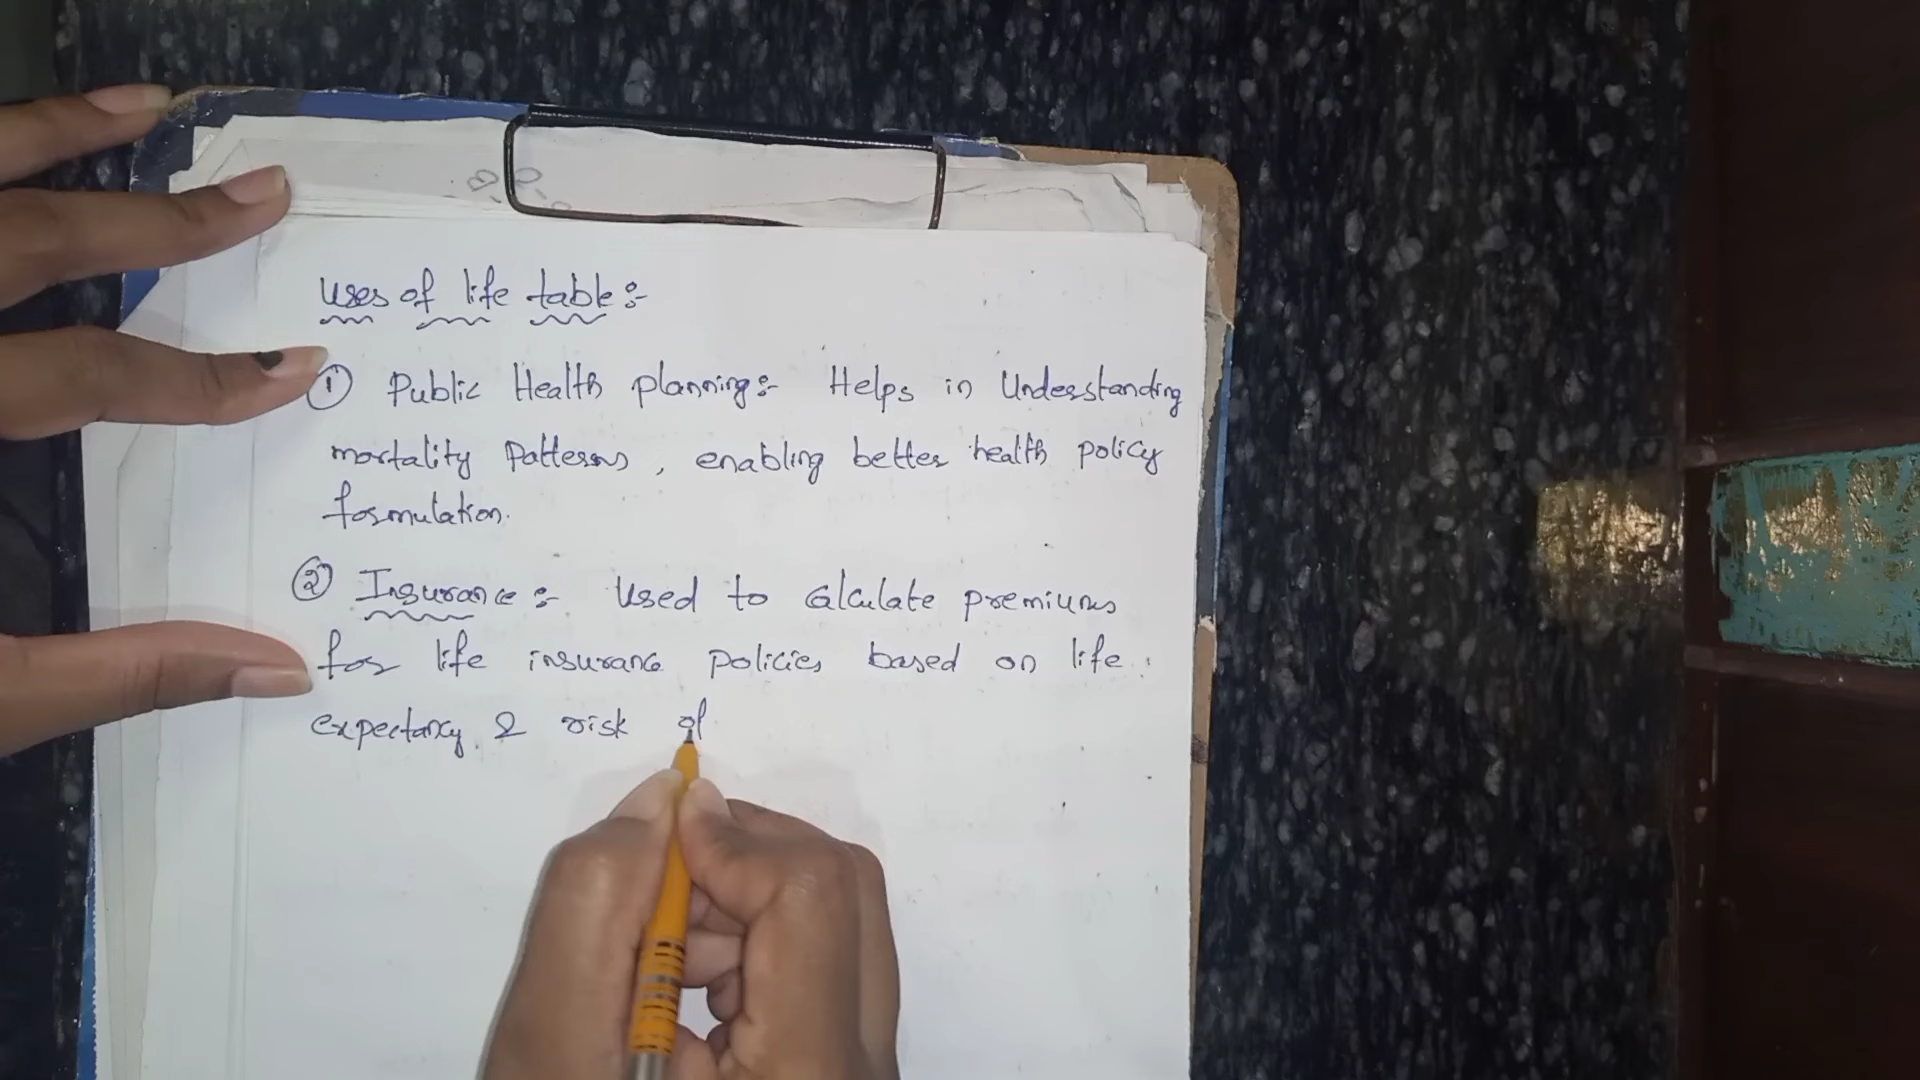 Uses of life table:-
① Public Health planning:- Helps in Understanding
mortality patterns, enabling better health policy
formulation.
② Insurance:- Used to calculate premiums
for life insurance policies based on life
expectancy & risk of